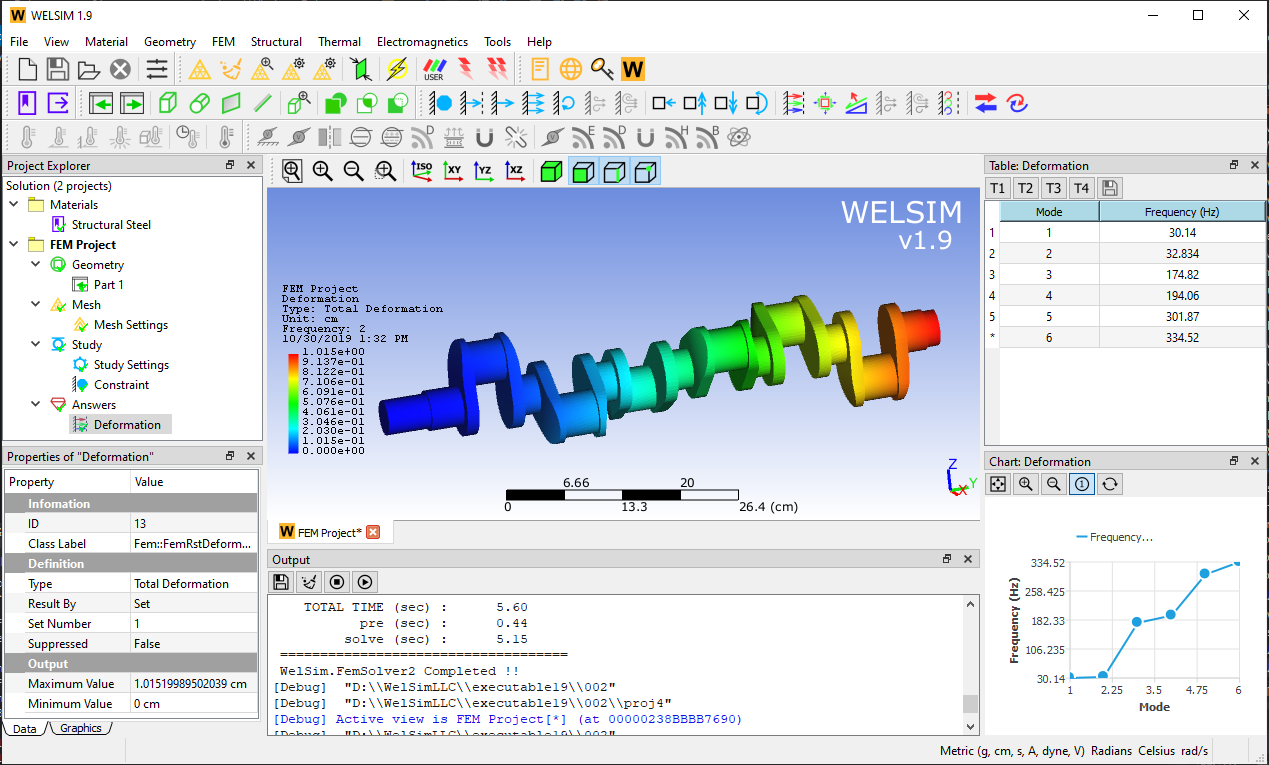 WELSIM 1.9
File View Material Geometry FEM Structural Thermal Electromagnetics Tools Help
USER
W
D E D H B
Project Explorer
Solution (2 projects)
Materials
Structural Steel
FEM Project
Geometry
Part 1
Mesh
Mesh Settings
Study
Study Settings
Constraint
Answers
Deformation
Properties of "Deformation"
Property Value
Infomation
ID 13
Class Label Fem::FemRstDeform...
Definition
Type Total Deformation
Result By Set
Set Number 1
Suppressed False
Output
Maximum Value 1.01519989502039 cm
Minimum Value 0 cm
Data Graphics
ISO XY YZ XZ
WELSIM
v1.9
FEM Project
Deformation
Type: Total Deformation
Unit: cm
Frequency: 2
10/30/2019 1:32 PM
1.015e+00
9.137e-01
8.122e-01
7.106e-01
6.091e-01
5.076e-01
4.061e-01
3.046e-01
2.030e-01
1.015e-01
0.000e+00
6.66 20
0 13.3 26.4 (cm)
Z
Y
X
FEM Project*
Output
TOTAL TIME (sec) : 5.60
pre (sec) : 0.44
solve (sec) : 5.15
====================================
WelSim.FemSolver2 Completed !!
[Debug] "D:\\WelSimLLC\\executable19\\002"
[Debug] "D:\\WelSimLLC\\executable19\\002\\proj4"
[Debug] Active view is FEM Project[*] (at 00000238BBBB7690)
[Debug] "D:\\WelSimLLC\\executable19\\002"
Table: Deformation
T1 T2 T3 T4
Mode Frequency (Hz)
1 1 30.14
2 2 32.834
3 3 174.82
4 4 194.06
5 5 301.87
* 6 334.52
Chart: Deformation
Frequency...
334.52
258.425
182.33
106.235
30.14
Frequency (Hz)
1 2.25 3.5 4.75 6
Mode
Metric (g, cm, s, A, dyne, V) Radians Celsius rad/s